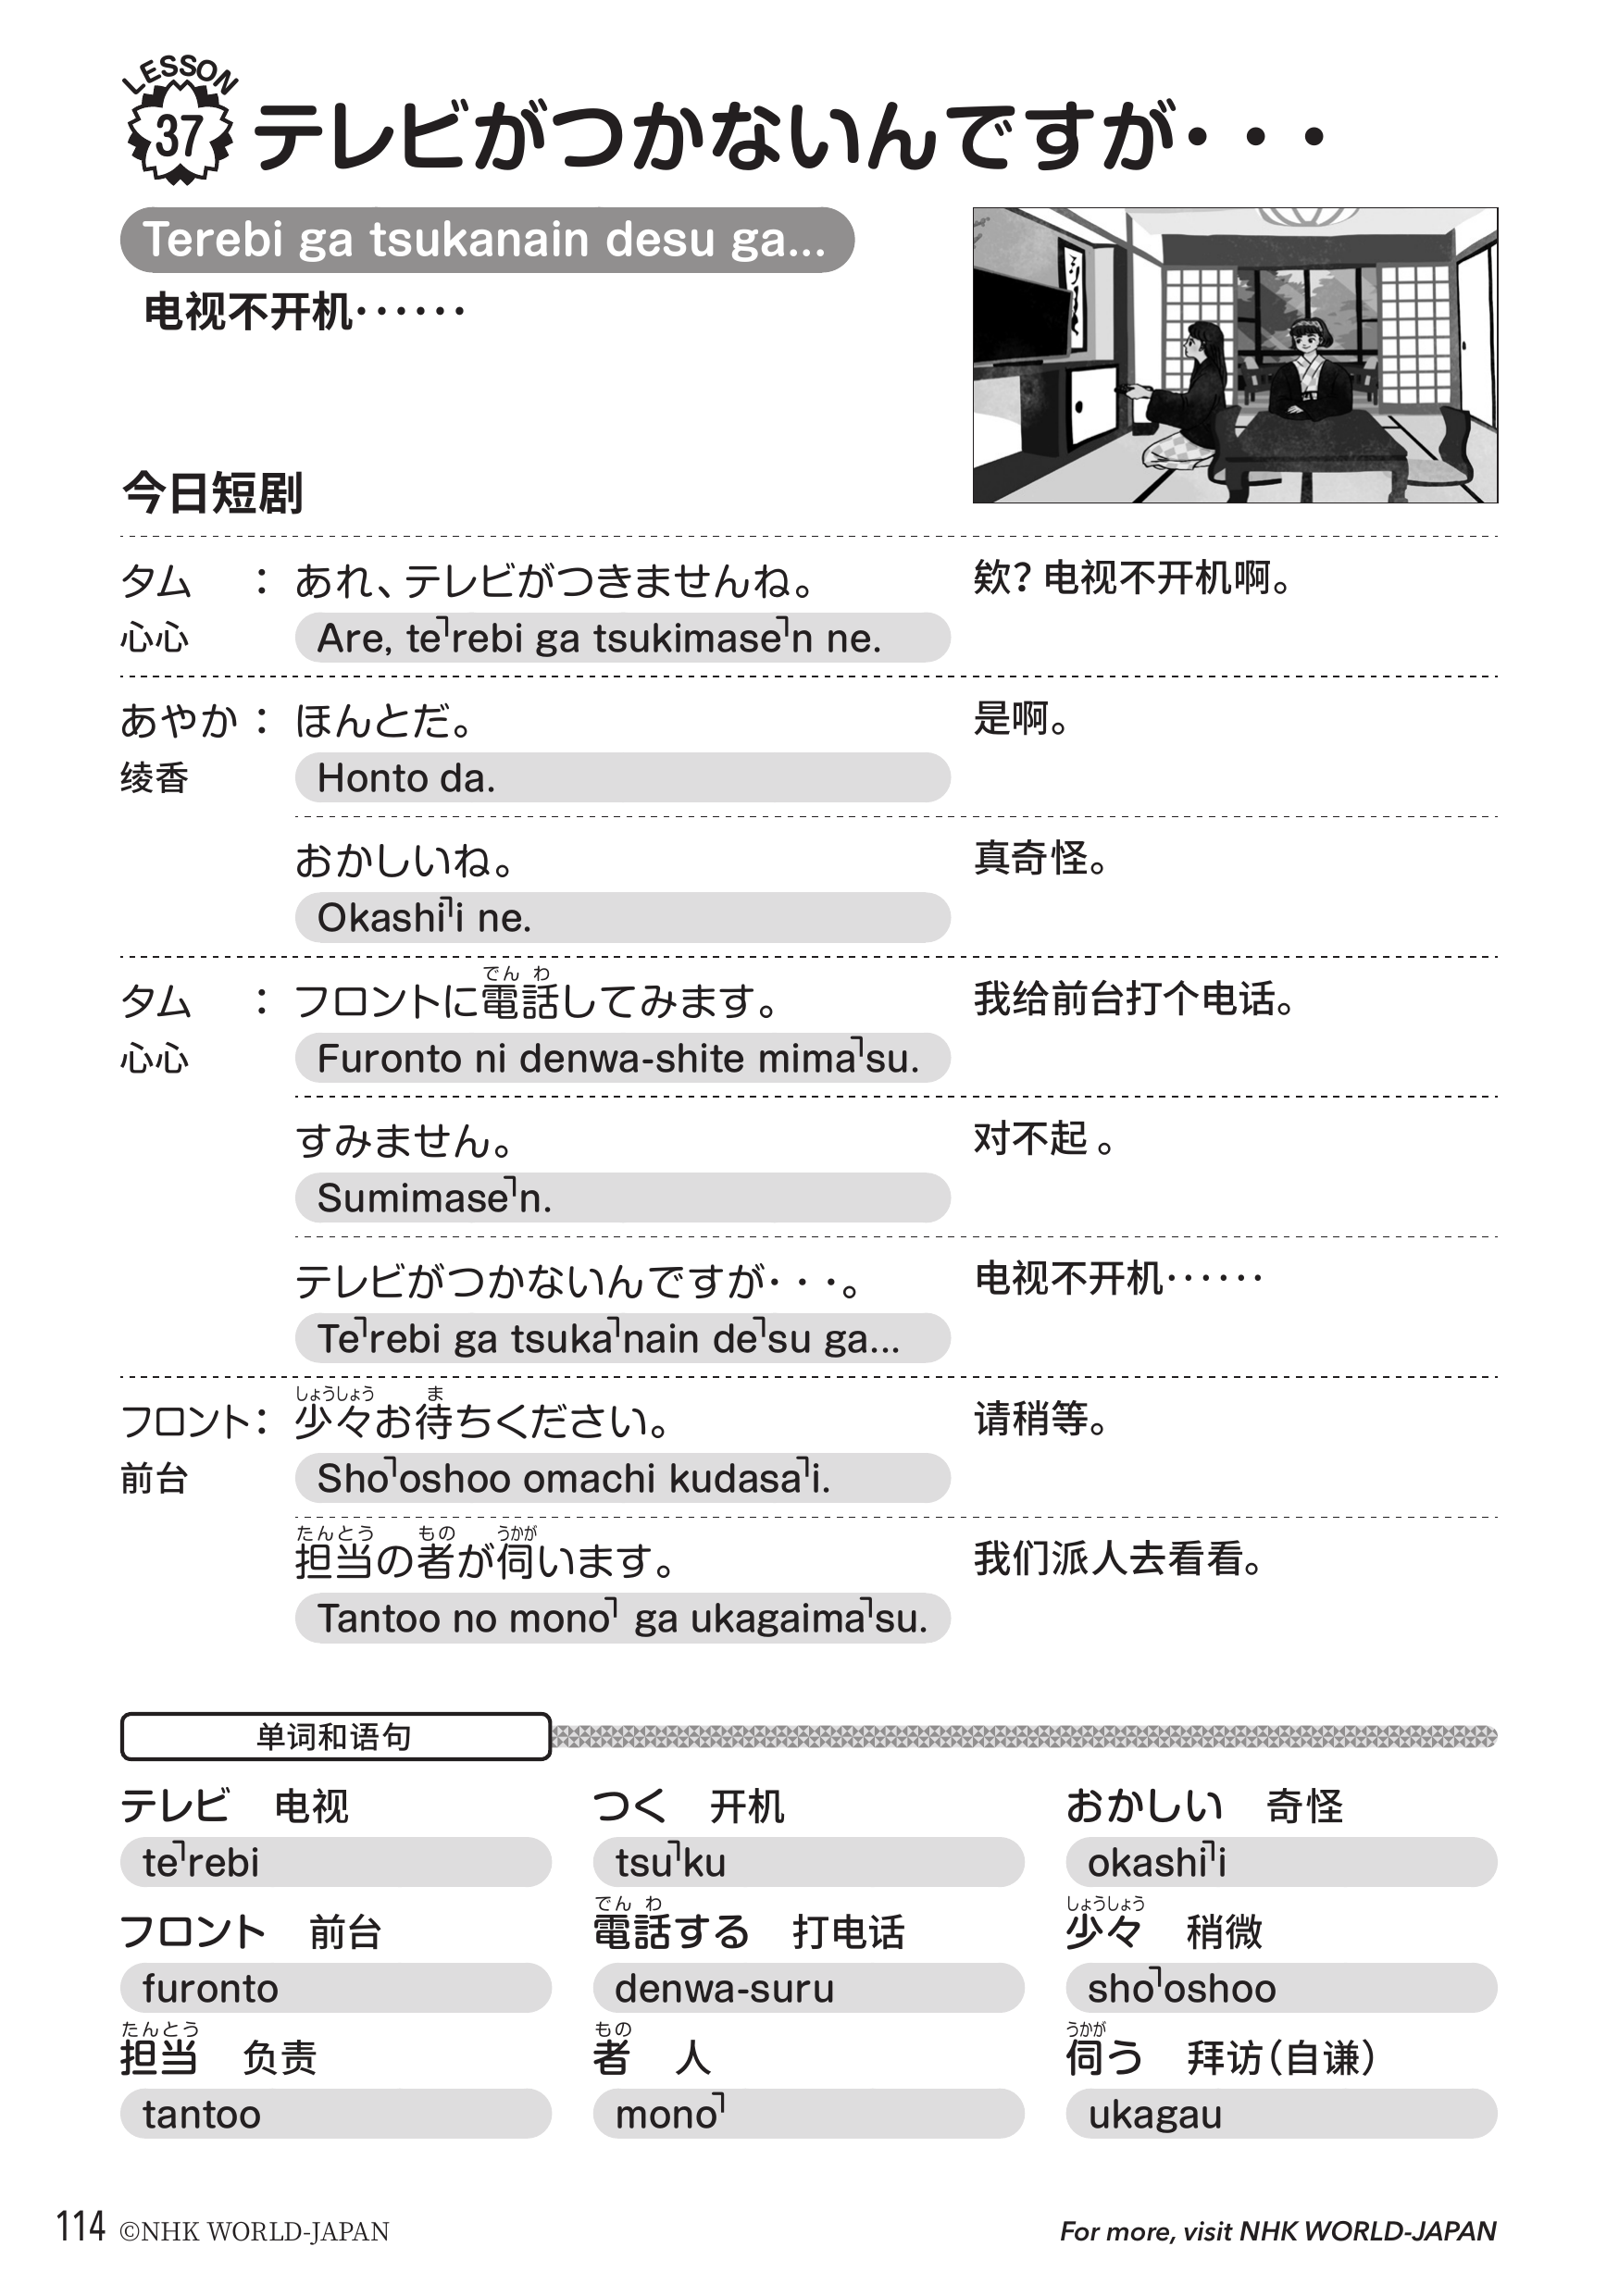 LESSON
37
テレビがつかないんですが・・・
Terebi ga tsukanain desu ga...
电视不开机······
今日短剧
タム ： あれ、テレビがつきませんね。 欸？电视不开机啊。
心心 Are, te˥rebi ga tsukimase˥n ne.
あやか ： ほんとだ。 是啊。
绫香 Honto da.
おかしいね。 真奇怪。
Okashi˥i ne.
でん わ
タム ： フロントに電話してみます。 我给前台打个电话。
心心 Furonto ni denwa-shite mima˥su.
すみません。 对不起。
Sumimase˥n.
テレビがつかないんですが・・・。 电视不开机······
Te˥rebi ga tsuka˥nain de˥su ga...
しょうしょう ま
フロント： 少々お待ちください。 请稍等。
前台 Sho˥oshoo omachi kudasa˥i.
たんとう もの うかが
担当の者が伺います。 我们派人去看看。
Tantoo no mono˥ ga ukagaima˥su.
单词和语句
テレビ 电视 つく 开机 おかしい 奇怪
te˥rebi tsu˥ku okashi˥i
でん わ しょうしょう
フロント 前台 電話する 打电话 少々 稍微
furonto denwa-suru sho˥oshoo
たんとう もの うかが
担当 负责 者 人 伺う 拜访（自谦）
tantoo mono˥ ukagau
114 ©NHK WORLD-JAPAN For more, visit NHK WORLD-JAPAN